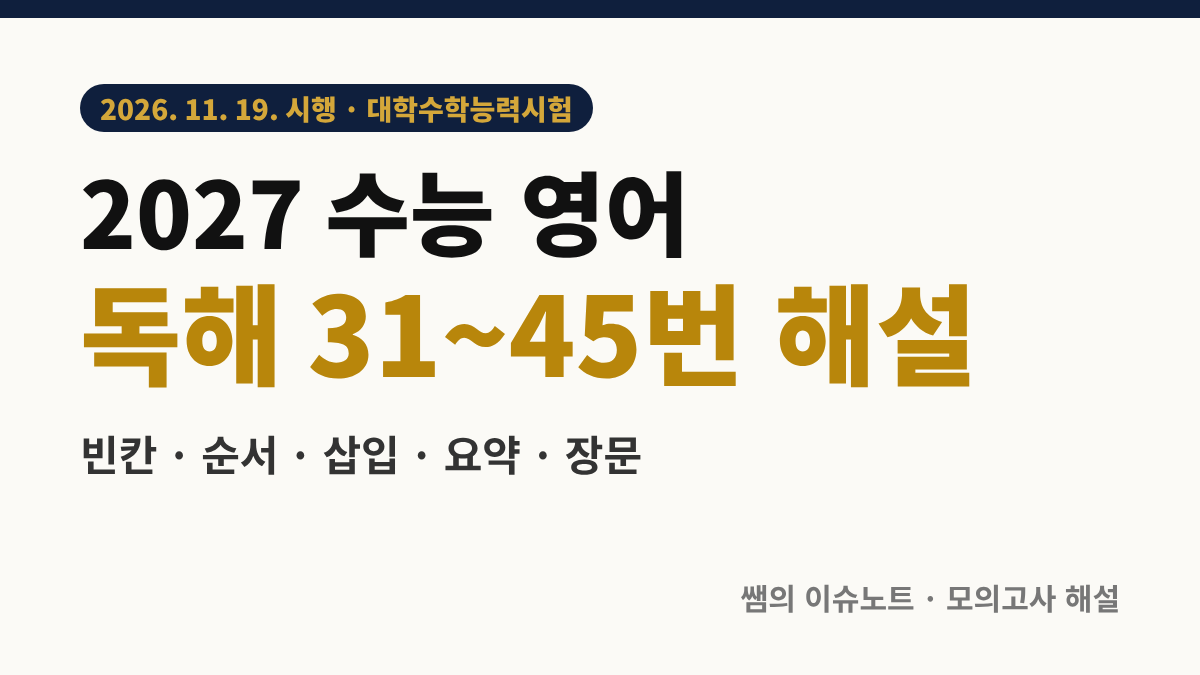 2026. 11. 19. 시행 · 대학수학능력시험
2027 수능 영어
독해 31~45번 해설
빈칸 · 순서 · 삽입 · 요약 · 장문
쌤의 이슈노트 · 모의고사 해설